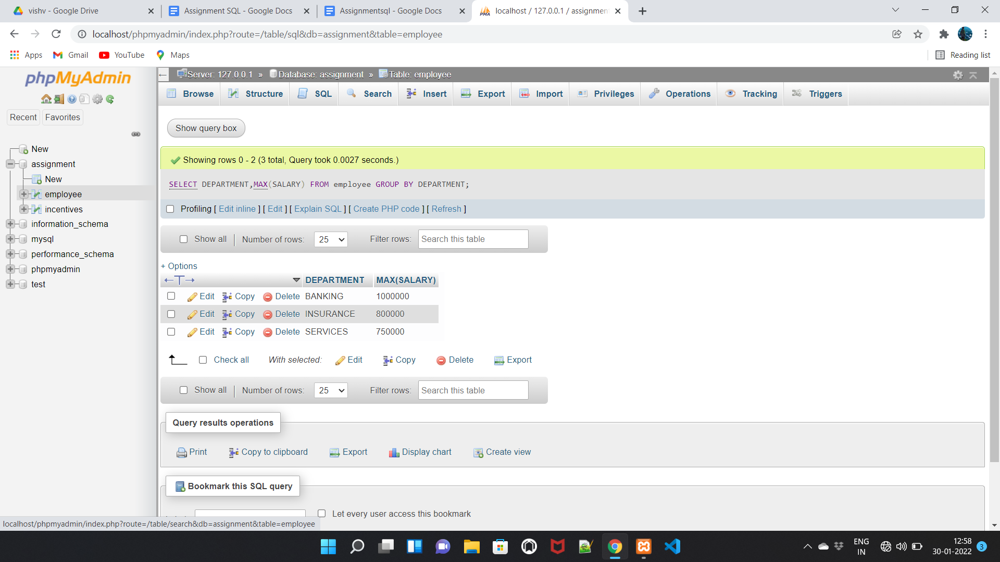 vishv - Google Drive
Assignment SQL - Google Docs
Assignmentsql - Google Docs
PMA
localhost / 127.0.0.1 / assignment
localhost/phpmyadmin/index.php?route=/table/sql&db=assignment&table=employee
Apps
Gmail
YouTube
Maps
Reading list
phpMyAdmin
Recent
Favorites
New
assignment
New
employee
incentives
information_schema
mysql
performance_schema
phpmyadmin
test
Server: 127.0.0.1 » Database: assignment » Table: employee
Browse
Structure
SQL
Search
Insert
Export
Import
Privileges
Operations
Tracking
Triggers
Show query box
Showing rows 0 - 2 (3 total, Query took 0.0027 seconds.)
SELECT DEPARTMENT,MAX(SALARY) FROM employee GROUP BY DEPARTMENT;
Profiling [ Edit inline ] [ Edit ] [ Explain SQL ] [ Create PHP code ] [ Refresh ]
Show all | Number of rows: 25 Filter rows: Search this table
+ Options
←T→ DEPARTMENT MAX(SALARY)
Edit Copy Delete BANKING 1000000
Edit Copy Delete INSURANCE 800000
Edit Copy Delete SERVICES 750000
Check all With selected: Edit Copy Delete Export
Show all | Number of rows: 25 Filter rows: Search this table
Query results operations
Print Copy to clipboard Export Display chart Create view
Bookmark this SQL query
Let every user access this bookmark
localhost/phpmyadmin/index.php?route=/table/search&db=assignment&table=employee
ENG
IN
12:58
30-01-2022
3